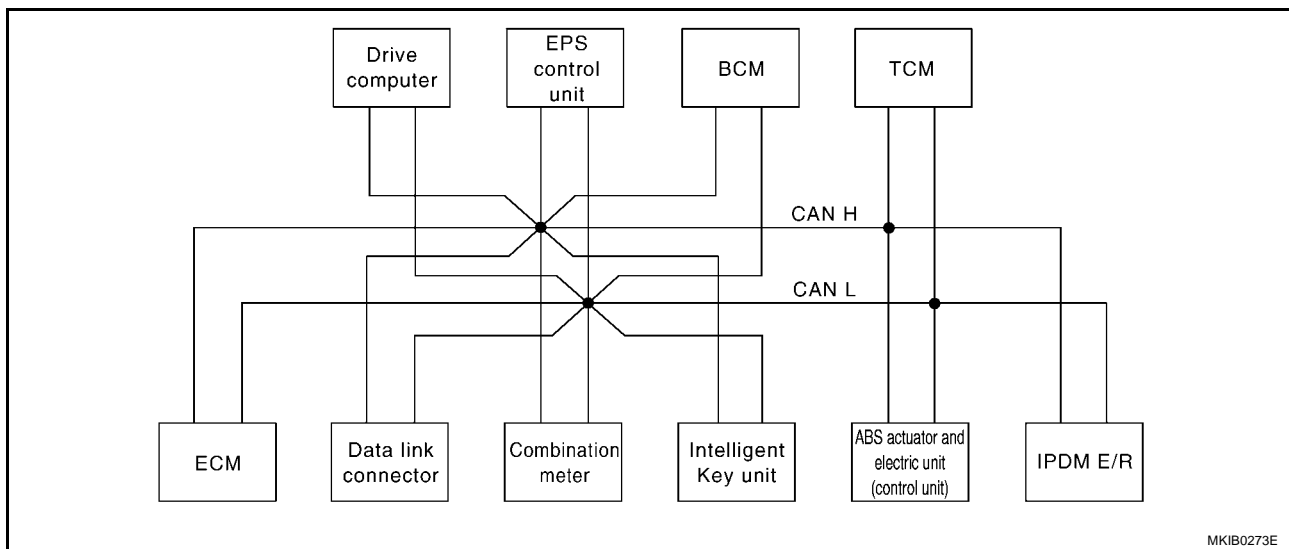 Drive
computer
EPS
control
unit
BCM
TCM
CAN H
CAN L
ECM
Data link
connector
Combination
meter
Intelligent
Key unit
ABS actuator and
electric unit
(control unit)
IPDM E/R
MKIB0273E